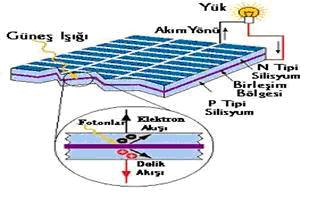 Yük
Güneş Işığı
Akım Yönü
N Tipi
Silisyum
Birleşim
Bölgesi
P Tipi
Silisyum
Fotonlar
Elektron
Akışı
Delik
Akışı